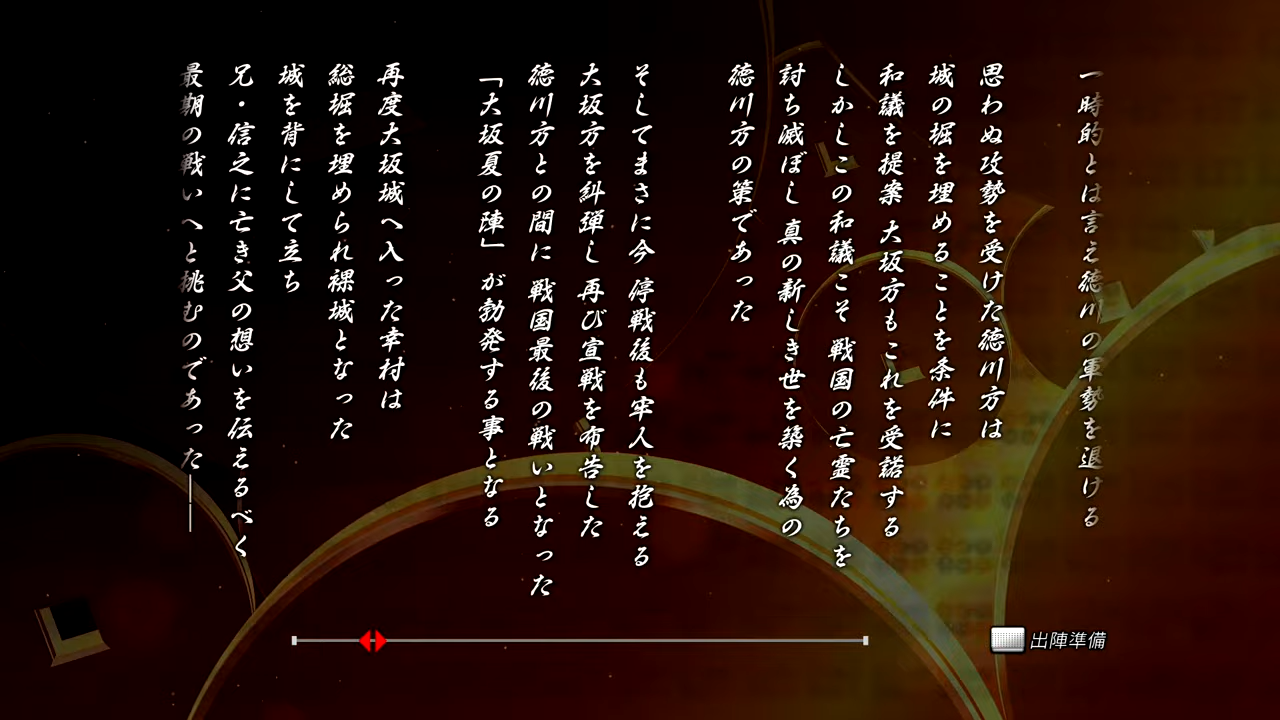 一時的とは言え徳川の軍勢を退ける
思わぬ攻勢を受けた徳川方は
城の堀を埋めることを条件に
和議を提案 大坂方もこれを受諾する
しかしこの和議こそ 戦国の亡霊たちを
討ち滅ぼし 真の新しき世を築く為の
徳川方の策であった
そしてまさに今 停戦後も牢人を抱える
大坂方を糾弾し 再び宣戦を布告した
徳川方との間に 戦国最後の戦いとなった
「大坂夏の陣」 が勃発する事となる
再度大坂城へ入った幸村は
総堀を埋められ裸城となった
城を背にして立ち
兄・信之に亡き父の想いを伝えるべく
最期の戦いへと挑むのであった――
出陣準備